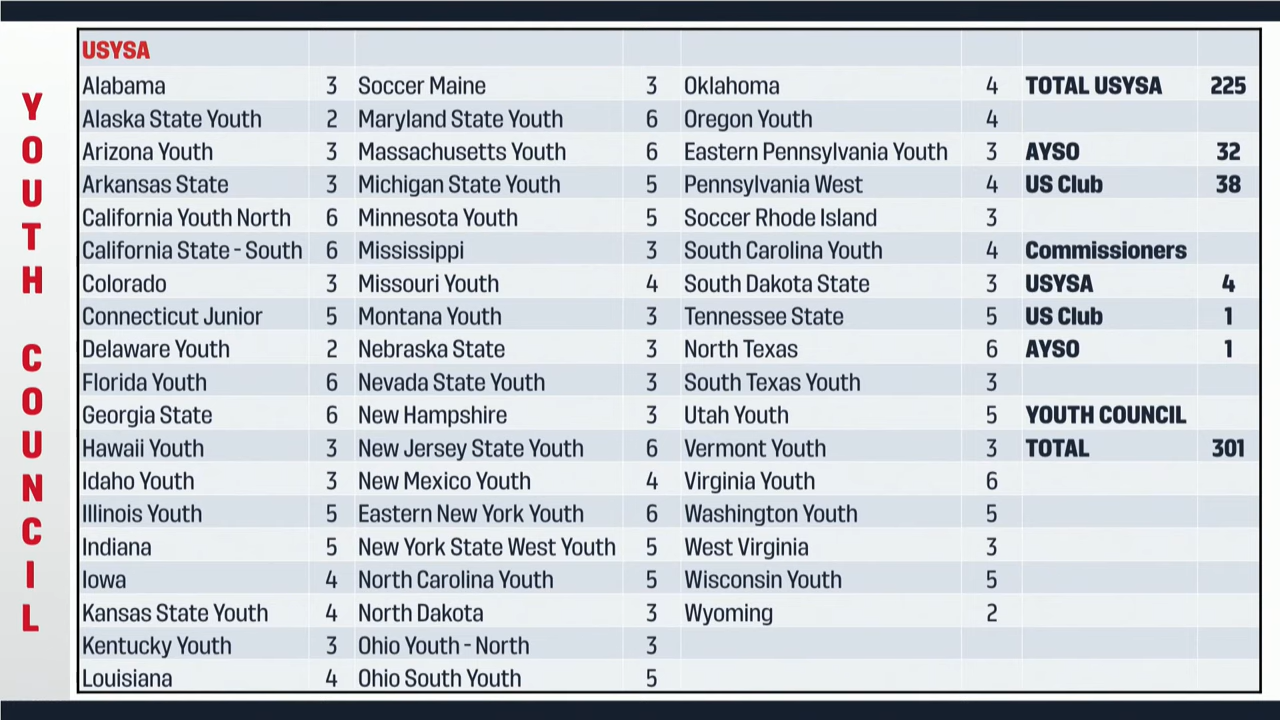 YOUTH COUNCIL
USYSA
Alabama 3 Soccer Maine 3 Oklahoma 4 TOTAL USYSA 225
Alaska State Youth 2 Maryland State Youth 6 Oregon Youth 4
Arizona Youth 3 Massachusetts Youth 6 Eastern Pennsylvania Youth 3 AYSO 32
Arkansas State 3 Michigan State Youth 5 Pennsylvania West 4 US Club 38
California Youth North 6 Minnesota Youth 5 Soccer Rhode Island 3
California State - South 6 Mississippi 3 South Carolina Youth 4 Commissioners
Colorado 3 Missouri Youth 4 South Dakota State 3 USYSA 4
Connecticut Junior 5 Montana Youth 3 Tennessee State 5 US Club 1
Delaware Youth 2 Nebraska State 3 North Texas 6 AYSO 1
Florida Youth 6 Nevada State Youth 3 South Texas Youth 3
Georgia State 6 New Hampshire 3 Utah Youth 5 YOUTH COUNCIL
Hawaii Youth 3 New Jersey State Youth 6 Vermont Youth 3 TOTAL 301
Idaho Youth 3 New Mexico Youth 4 Virginia Youth 6
Illinois Youth 5 Eastern New York Youth 6 Washington Youth 5
Indiana 5 New York State West Youth 5 West Virginia 3
Iowa 4 North Carolina Youth 5 Wisconsin Youth 5
Kansas State Youth 4 North Dakota 3 Wyoming 2
Kentucky Youth 3 Ohio Youth - North 3
Louisiana 4 Ohio South Youth 5